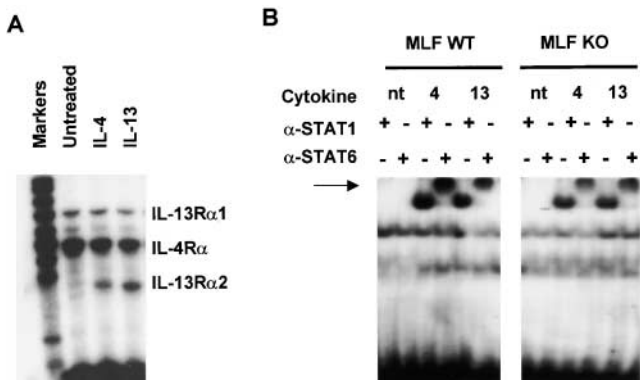 A
Markers
Untreated
IL-4
IL-13
IL-13Rα1
IL-4Rα
IL-13Rα2
B
MLF WT MLF KO
Cytokine nt 4 13 nt 4 13
α-STAT1 + - + - + - + - + - + -
α-STAT6 - + - + - + - + - + - +